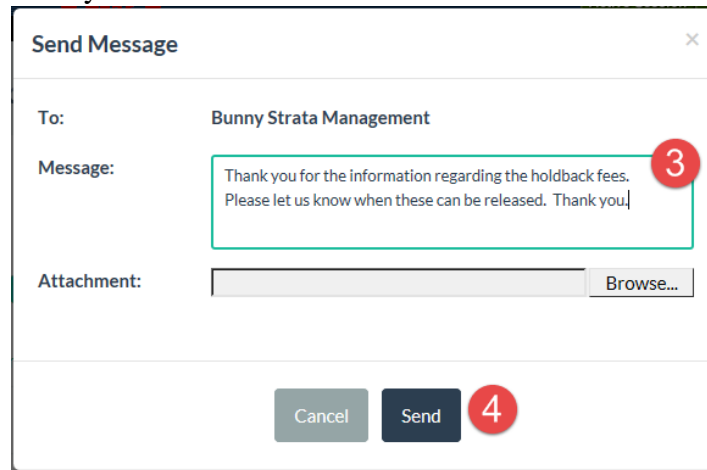 Send Message ×
To: Bunny Strata Management
Message: Thank you for the information regarding the holdback fees. 3
Please let us know when these can be released.  Thank you.
Attachment: Browse...
Cancel Send 4